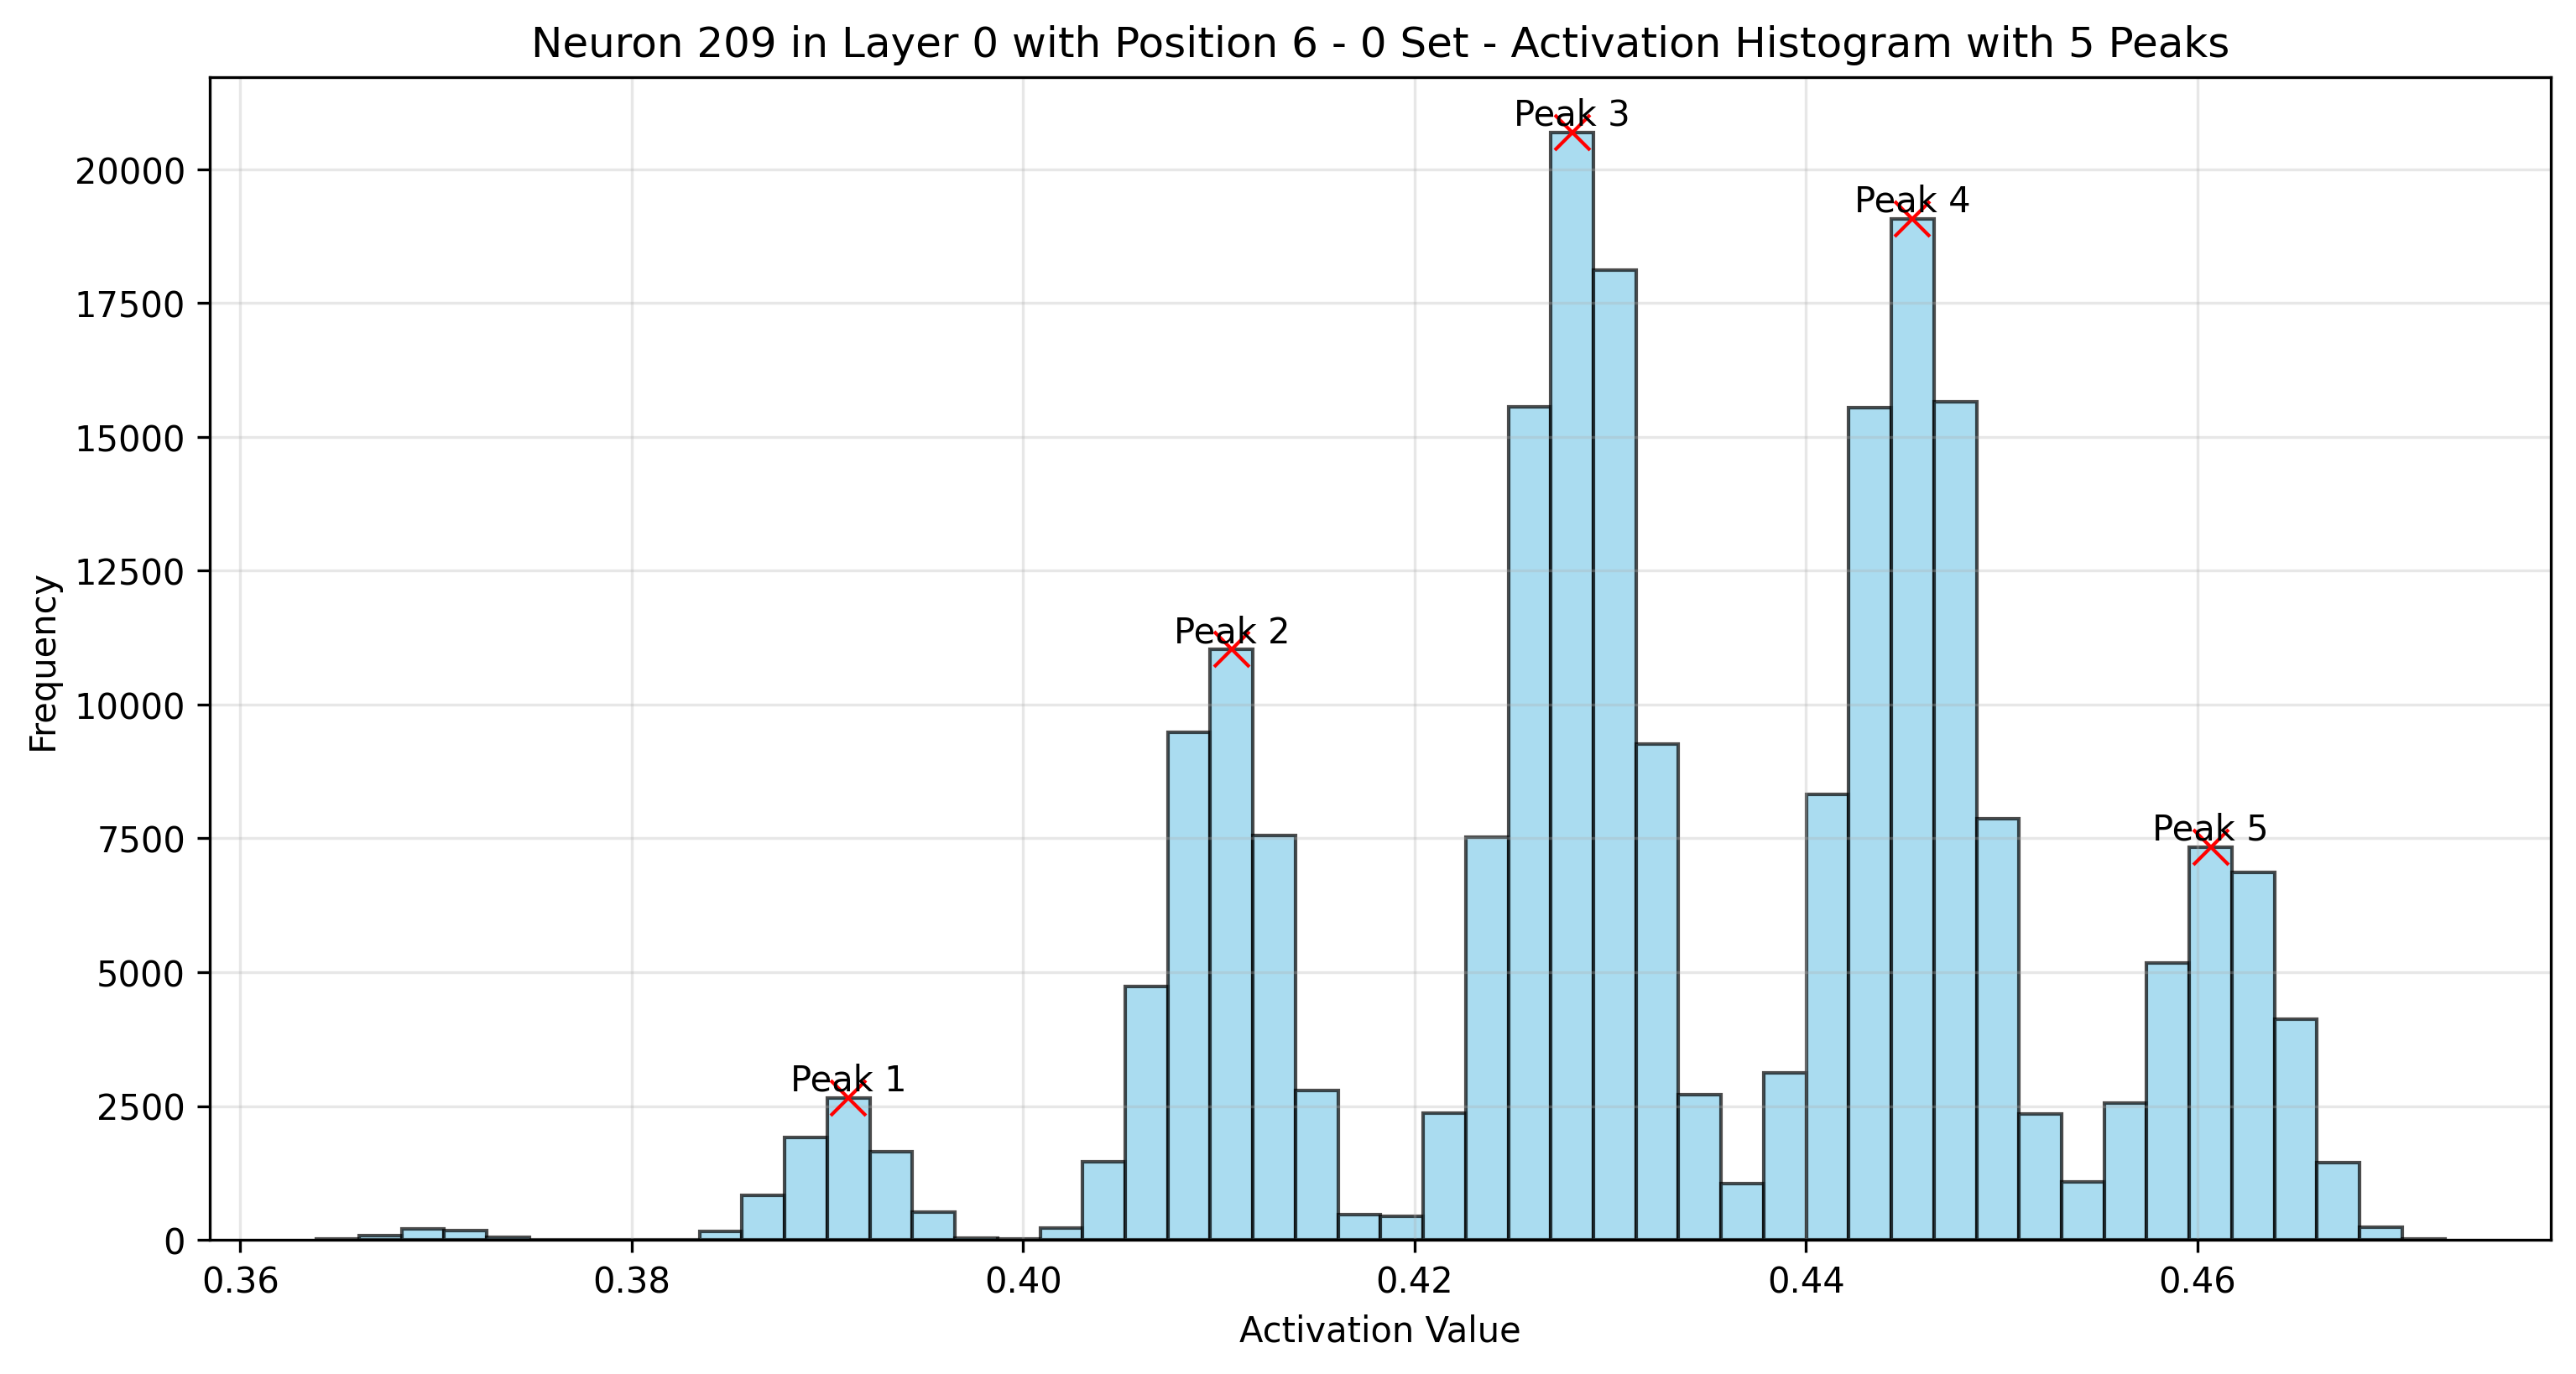 Neuron 209 in Layer 0 with Position 6 - 0 Set - Activation Histogram with 5 Peaks
Peak 3
20000
Peak 4
17500
15000
12500
Peak 2
10000
Frequency
7500
Peak 5
5000
Peak 1
2500
0
0.36 0.38 0.40 0.42 0.44 0.46
Activation Value